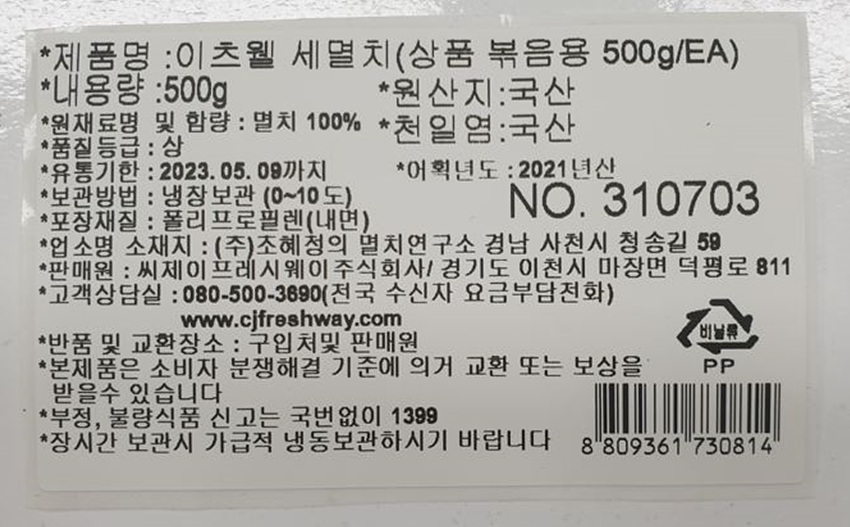 *제품명 :이츠웰 세멸치(상품 볶음용 500g/EA)
*내용량 :500g *원산지:국산
*원재료명 및 함량 : 멸치 100% *천일염:국산
*품질등급 : 상
*유통기한 : 2023. 05. 09까지 *어획년도 : 2021년산
*보관방법 : 냉장보관 (0~10도) NO. 310703
*포장재질 : 폴리프로필렌(내면)
*업소명 소재지 : (주)조혜정의 멸치연구소 경남 사천시 청송길 59
*판매원 : 씨제이프레시웨이주식회사/ 경기도 이천시 마장면 덕평로 811
*고객상담실 : 080-500-3690(전국 수신자 요금부담전화)
www.cjfreshway.com
*반품 및 교환장소 : 구입처및 판매원
*본제품은 소비자 분쟁해결 기준에 의거 교환 또는 보상을
받을수 있습니다
*부정, 불량식품 신고는 국번없이 1399
*장시간 보관시 가급적 냉동보관하시기 바랍니다
비닐류
PP
8 809361 730814